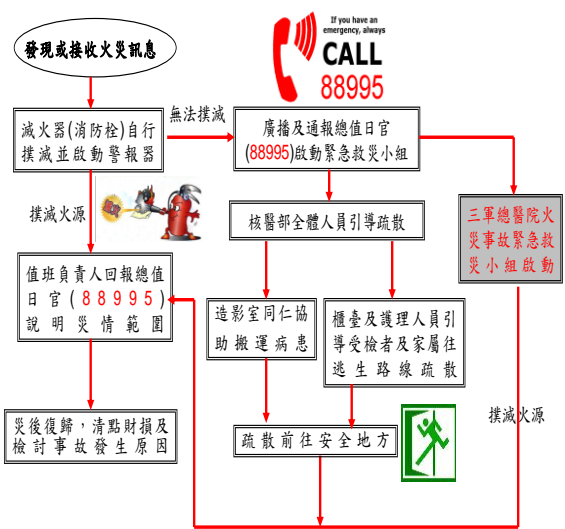 If you have an
emergency, always
CALL
88995
發現或接收火災訊息
滅火器(消防栓)自行
撲滅並啟動警報器
無法撲滅
廣播及通報總值日官
(88995)啟動緊急救災小組
撲滅火源
核醫部全體人員引導疏散
三軍總醫院火
災事故緊急救
災小組啟動
值班負責人回報總值
日官(88995)
說明災情範圍
造影室同仁協
助搬運病患
櫃臺及護理人員引
導受檢者及家屬往
逃生路線疏散
災後復歸，清點財損及
檢討事故發生原因
疏散前往安全地方
撲滅火源